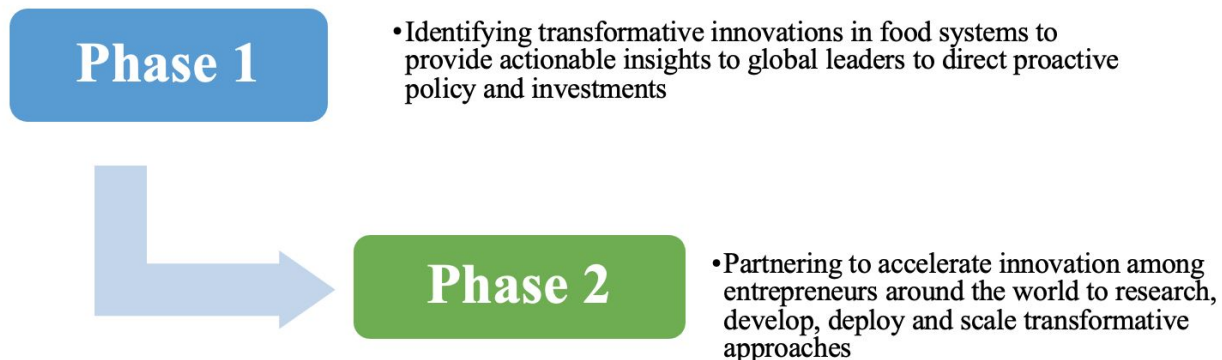 Phase 1
•Identifying transformative innovations in food systems to
provide actionable insights to global leaders to direct proactive
policy and investments
Phase 2
•Partnering to accelerate innovation among
entrepreneurs around the world to research,
develop, deploy and scale transformative
approaches